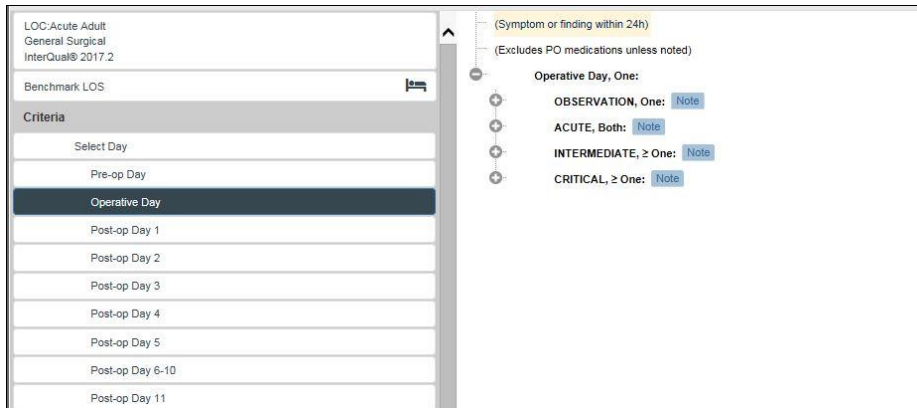 LOC:Acute Adult
General Surgical
InterQual® 2017.2
Benchmark LOS
Criteria
Select Day
Pre-op Day
Operative Day
Post-op Day 1
Post-op Day 2
Post-op Day 3
Post-op Day 4
Post-op Day 5
Post-op Day 6-10
Post-op Day 11
(Symptom or finding within 24h)
(Excludes PO medications unless noted)
Operative Day, One:
OBSERVATION, One: Note
ACUTE, Both: Note
INTERMEDIATE, ≥ One: Note
CRITICAL, ≥ One: Note